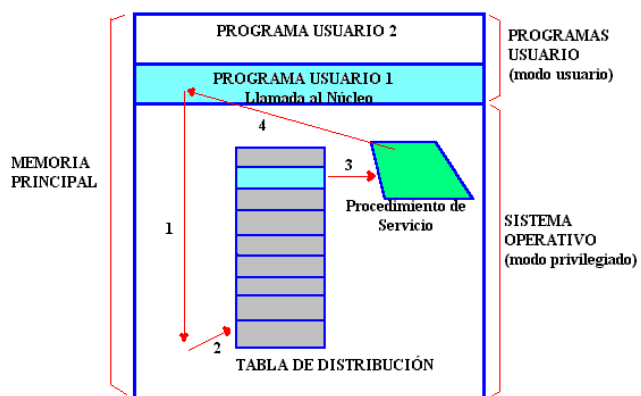 PROGRAMA USUARIO 2
PROGRAMAS
USUARIO
(modo usuario)
PROGRAMA USUARIO 1
Llamada al Núcleo
4
MEMORIA
PRINCIPAL
3
Procedimiento de
Servicio
1
SISTEMA
OPERATIVO
(modo privilegiado)
2
TABLA DE DISTRIBUCIÓN